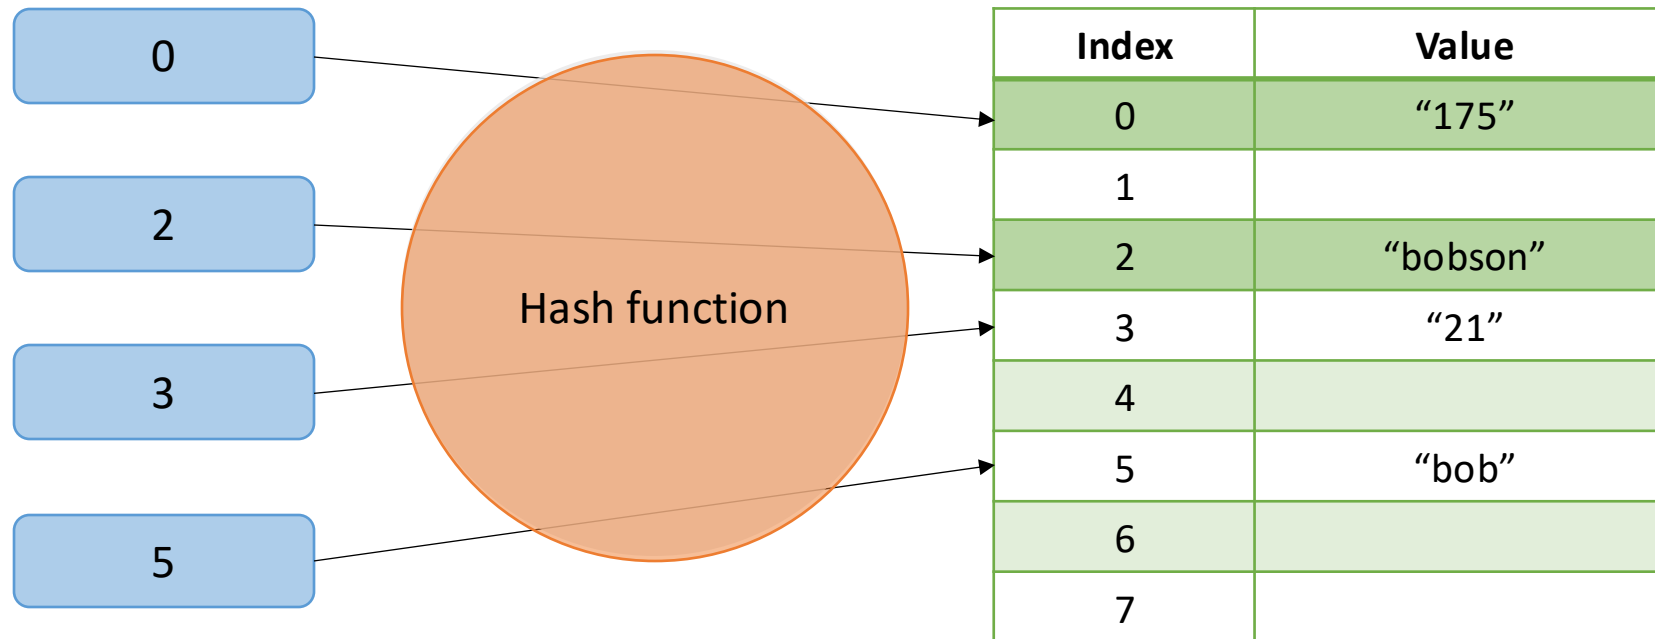 0
2
3
5
Hash function
Index Value
0 “175”
1
2 “bobson”
3 “21”
4
5 “bob”
6
7